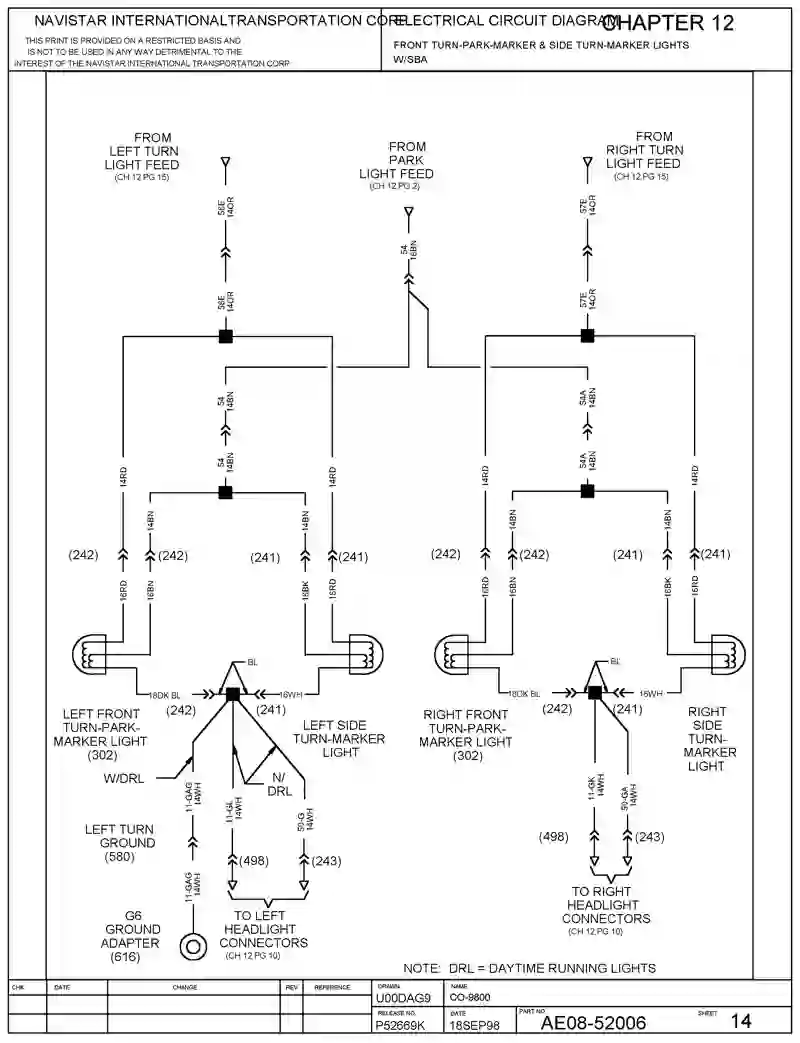 NAVISTAR INTERNATIONAL TRANSPORTATION CORP.
THIS PRINT IS PROVIDED ON A RESTRICTED BASIS AND
IS NOT TO BE USED IN ANY WAY DETRIMENTAL TO THE
INTEREST OF THE NAVISTAR INTERNATIONAL TRANSPORTATION CORP
ELECTRICAL CIRCUIT DIAGRAM
CHAPTER 12
FRONT TURN-PARK-MARKER & SIDE TURN-MARKER LIGHTS
W/SBA
FROM
LEFT TURN
LIGHT FEED
(CH 12,PG 15)
FROM
PARK
LIGHT FEED
(CH 12,PG 2)
FROM
RIGHT TURN
LIGHT FEED
(CH 12,PG 15)
56E
14OR
54
16BN
57E
14OR
56E
14OR
57E
14OR
54
14BN
54A
14BN
14RD
54
14BN
14RD
14RD
54A
14BN
14RD
14BN
14BN
14BN
14BN
(242)
(242)
(241)
(241)
(242)
(242)
(241)
(241)
16RD
16BN
16BK
16RD
16RD
16BN
16BK
16RD
BL
BL
18DK BL
16WH
18DK BL
16WH
(242)
(241)
(242)
(241)
LEFT FRONT
TURN-PARK-
MARKER LIGHT
(302)
LEFT SIDE
TURN-MARKER
LIGHT
RIGHT FRONT
TURN-PARK-
MARKER LIGHT
(302)
RIGHT
SIDE
TURN-
MARKER
LIGHT
W/DRL
N/
DRL
11-GAG
14WH
11-GL
14WH
50-G
14WH
11-GK
14WH
50-GA
14WH
LEFT TURN
GROUND
(580)
(498)
(243)
(498)
(243)
11-GAG
14WH
G6
GROUND
ADAPTER
(616)
TO LEFT
HEADLIGHT
CONNECTORS
(CH 12,PG 10)
TO RIGHT
HEADLIGHT
CONNECTORS
(CH 12,PG 10)
NOTE: DRL = DAYTIME RUNNING LIGHTS
CHK
DATE
CHANGE
REV
REFERENCE
DRAWN
U00DAG9
NAME
CO-9800
RELEASE NO.
P52669K
DATE
18SEP98
PART NO.
AE08-52006
SHEET
14